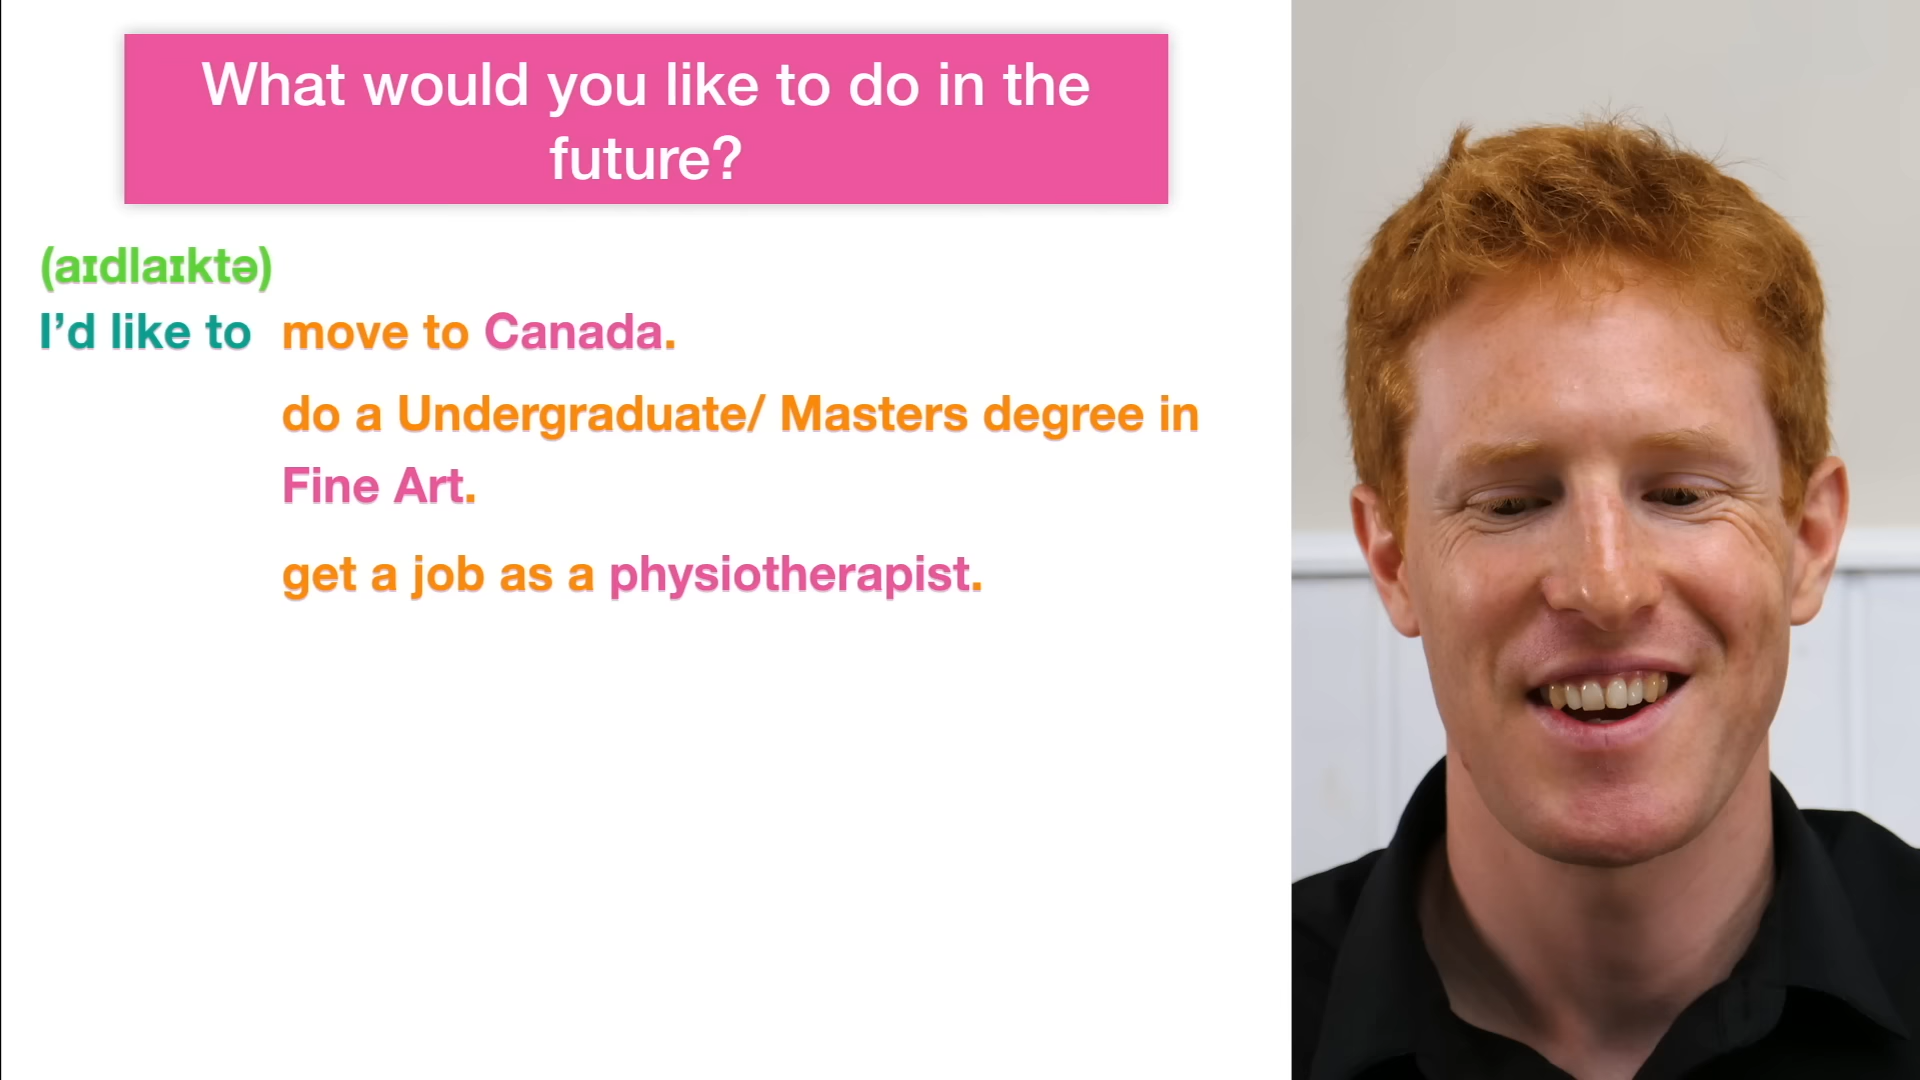 What would you like to do in the
future?
(aɪdlaɪktə)
I’d like to move to Canada.
do a Undergraduate/ Masters degree in
Fine Art.
get a job as a physiotherapist.